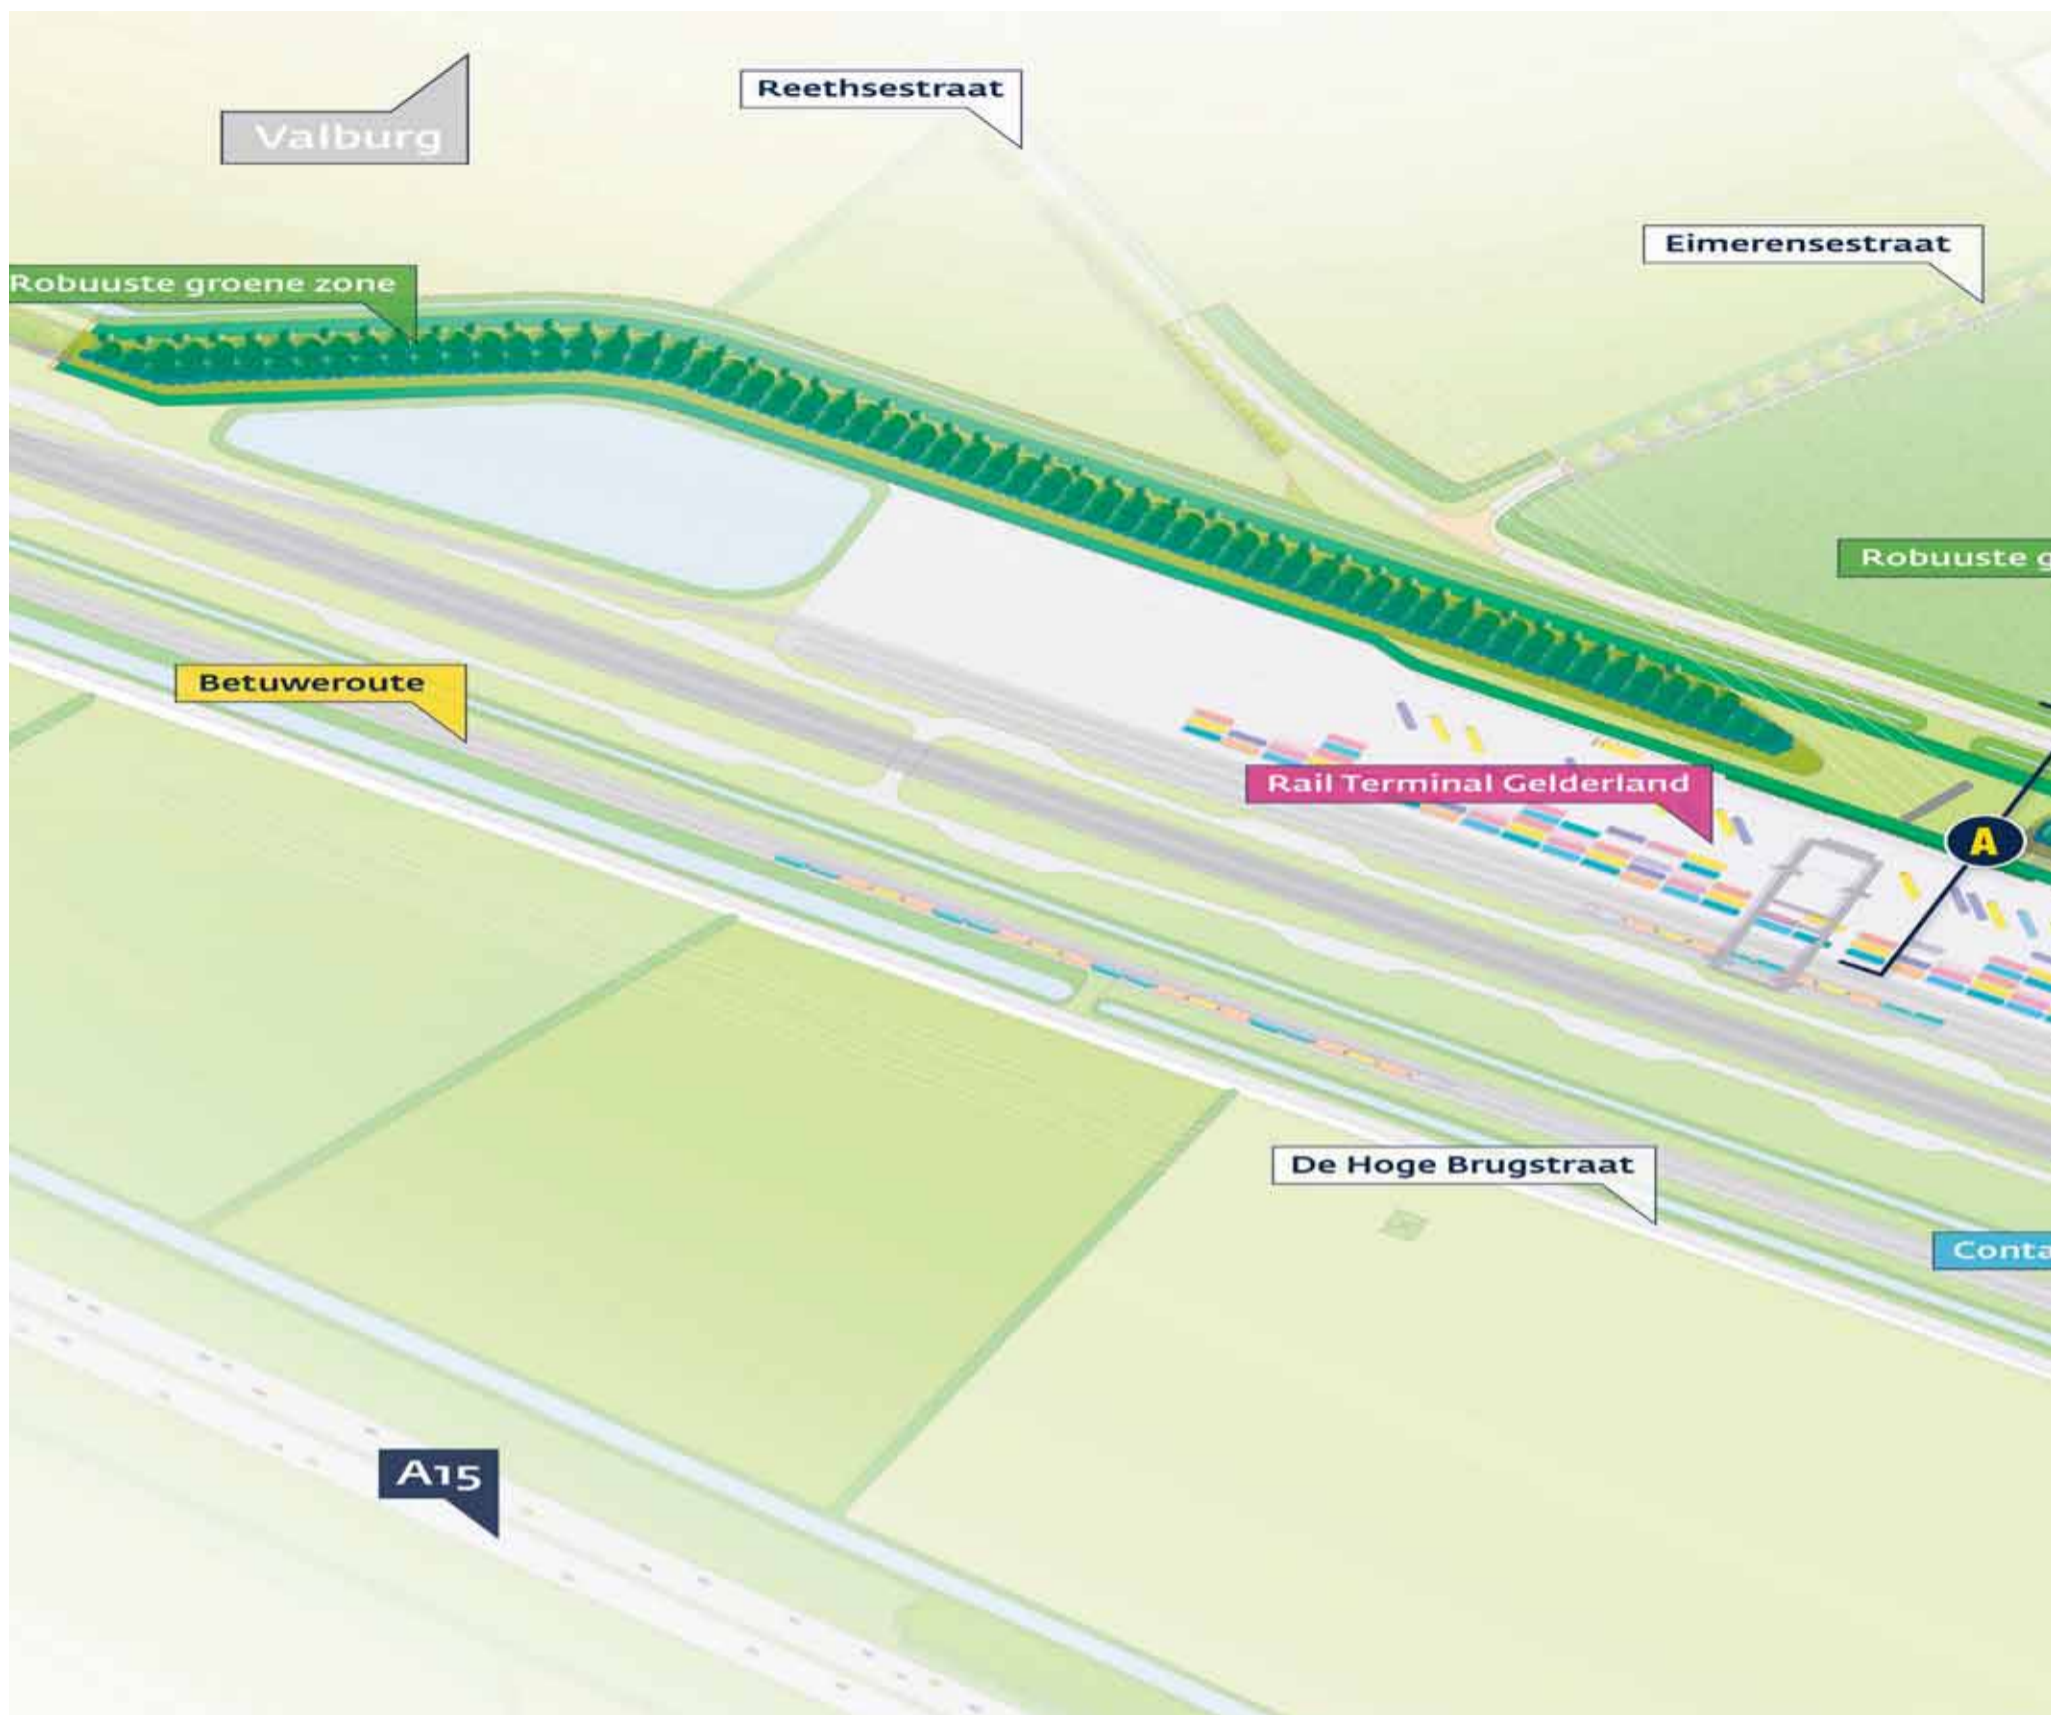 Valburg
Reethsestraat
Eimerensestraat
Robuuste groene zone
Robuuste g
Betuweroute
Rail Terminal Gelderland
A
De Hoge Brugstraat
Conta
A15